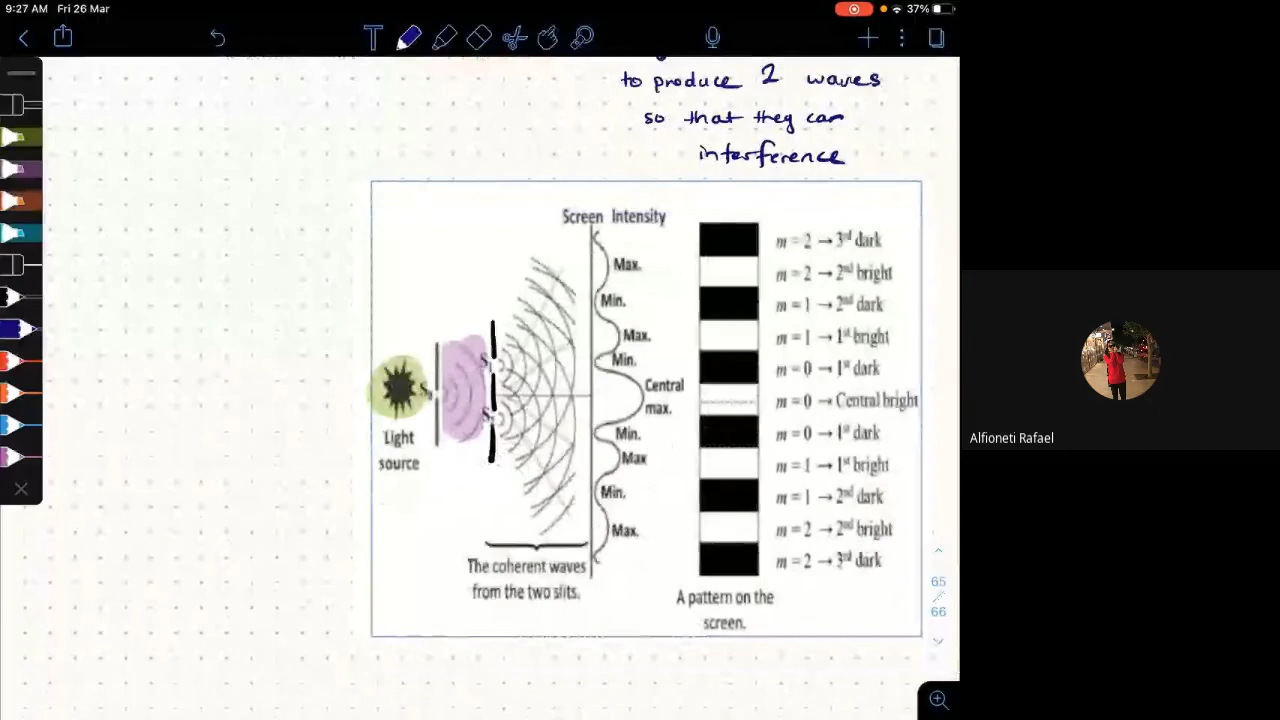 9:27 AM Fri 26 Mar
37%
to produce 2 waves
so that they can
interference
Screen Intensity
Max.
Min.
Max.
Min.
Central
max.
Min.
Max
Min.
Max.
S₁
S₂
Light
source
The coherent waves
from the two slits.
m = 2 → 3rd dark
m = 2 → 2nd bright
m = 1 → 2nd dark
m = 1 → 1st bright
m = 0 → 1st dark
m = 0 → Central bright
m = 0 → 1st dark
m = 1 → 1st bright
m = 1 → 2nd dark
m = 2 → 2nd bright
m = 2 → 3rd dark
A pattern on the
screen.
65
66
Alfioneti Rafael